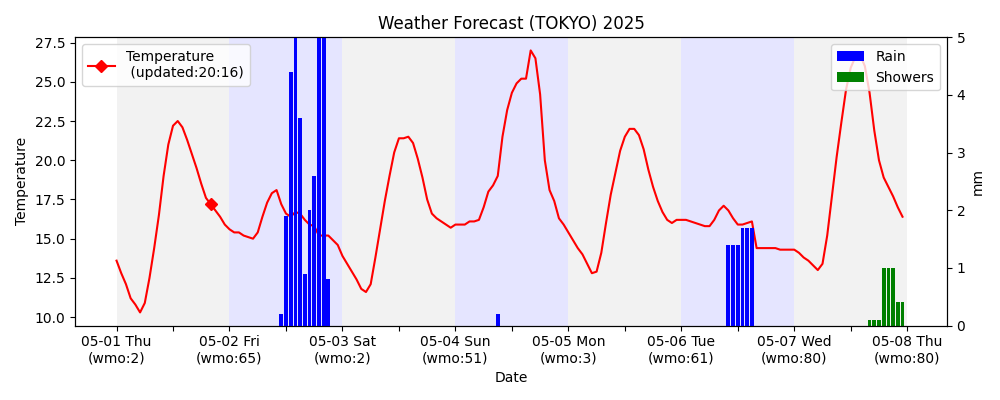 Weather Forecast (TOKYO) 2025
Temperature
(updated:20:16)
Rain
Showers
27.5
25.0
22.5
20.0
17.5
15.0
12.5
10.0
Temperature
5
4
3
2
1
0
mm
05-01 Thu
(wmo:2)
05-02 Fri
(wmo:65)
05-03 Sat
(wmo:2)
05-04 Sun
(wmo:51)
05-05 Mon
(wmo:3)
05-06 Tue
(wmo:61)
05-07 Wed
(wmo:80)
05-08 Thu
(wmo:80)
Date